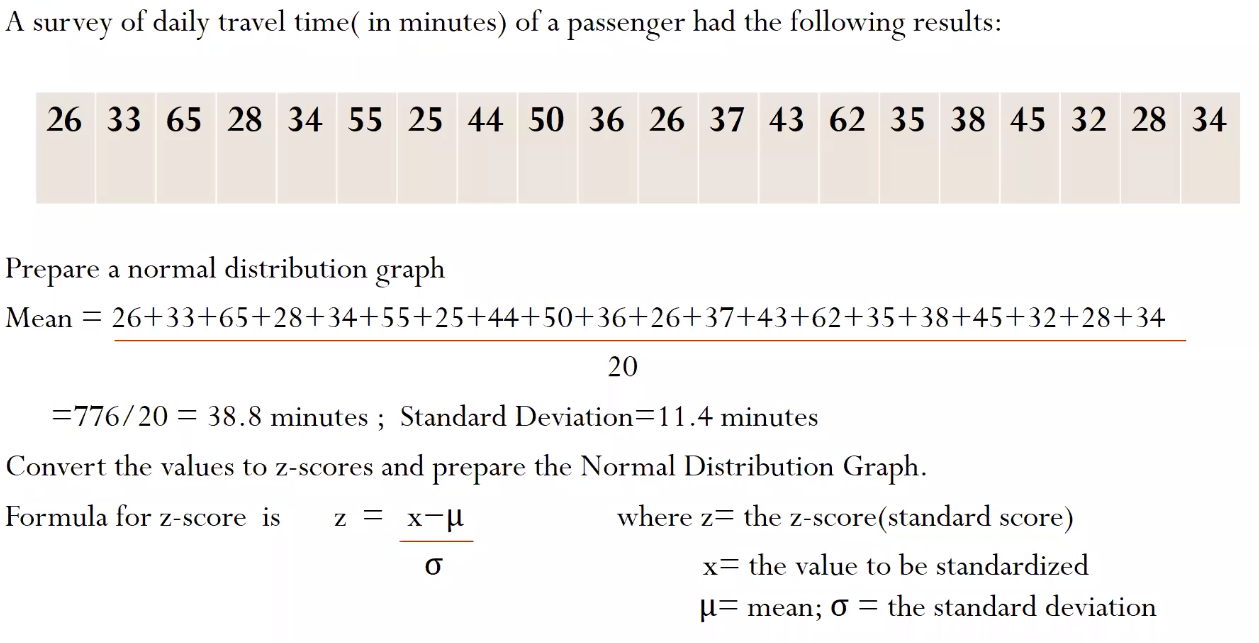 A survey of daily travel time( in minutes) of a passenger had the following results:
26 33 65 28 34 55 25 44 50 36 26 37 43 62 35 38 45 32 28 34
Prepare a normal distribution graph
Mean = 26+33+65+28+34+55+25+44+50+36+26+37+43+62+35+38+45+32+28+34
20
=776/20 = 38.8 minutes ; Standard Deviation=11.4 minutes
Convert the values to z-scores and prepare the Normal Distribution Graph.
Formula for z-score is z = x−μ where z= the z-score(standard score)
σ x= the value to be standardized
μ= mean; σ = the standard deviation